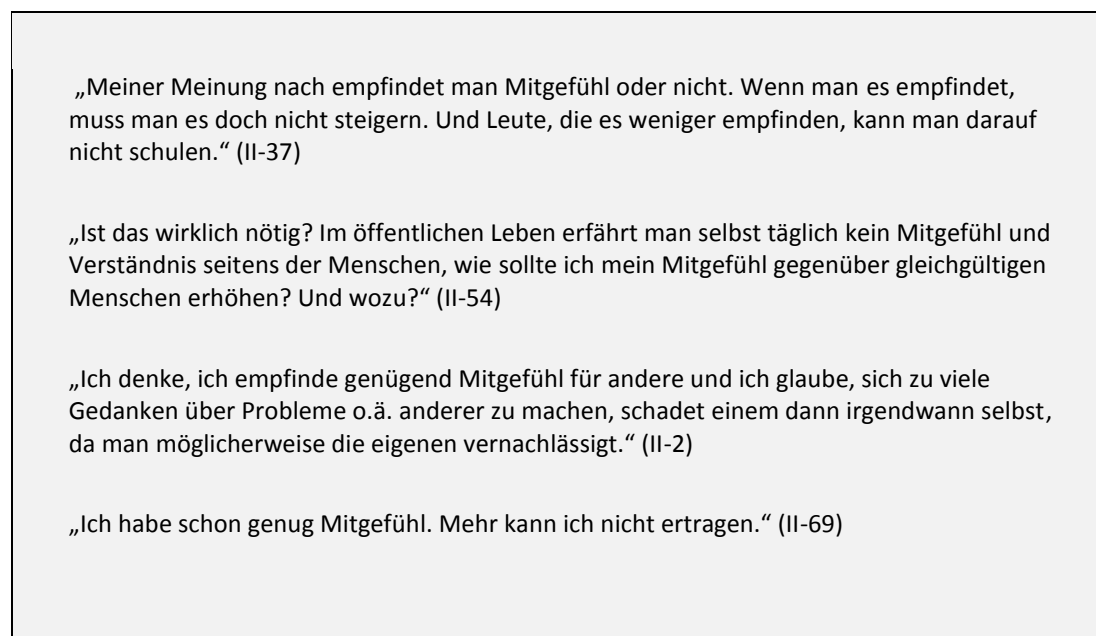 „Meiner Meinung nach empfindet man Mitgefühl oder nicht. Wenn man es empfindet,
muss man es doch nicht steigern. Und Leute, die es weniger empfinden, kann man darauf
nicht schulen.“ (II-37)
„Ist das wirklich nötig? Im öffentlichen Leben erfährt man selbst täglich kein Mitgefühl und
Verständnis seitens der Menschen, wie sollte ich mein Mitgefühl gegenüber gleichgültigen
Menschen erhöhen? Und wozu?“ (II-54)
„Ich denke, ich empfinde genügend Mitgefühl für andere und ich glaube, sich zu viele
Gedanken über Probleme o.ä. anderer zu machen, schadet einem dann irgendwann selbst,
da man möglicherweise die eigenen vernachlässigt.“ (II-2)
„Ich habe schon genug Mitgefühl. Mehr kann ich nicht ertragen.“ (II-69)